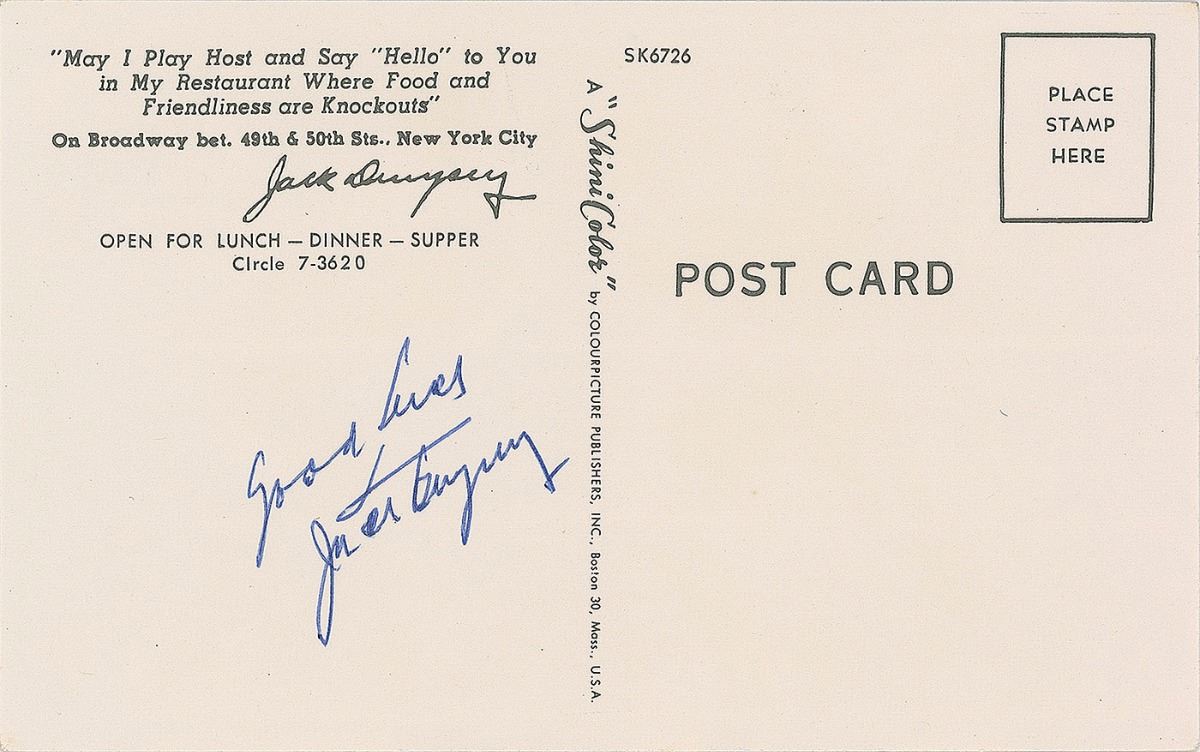 "May I Play Host and Say "Hello" to You
in My Restaurant Where Food and
Friendliness are Knockouts"
On Broadway bet. 49th & 50th Sts., New York City
Jack Dempsey
OPEN FOR LUNCH — DINNER — SUPPER
CIrcle 7-3620
Good Luck
Jack Dempsey
A "ShiniColor" by COLOURPICTURE PUBLISHERS, INC., Boston 30, Mass., U.S.A.
SK6726
POST CARD
PLACE
STAMP
HERE